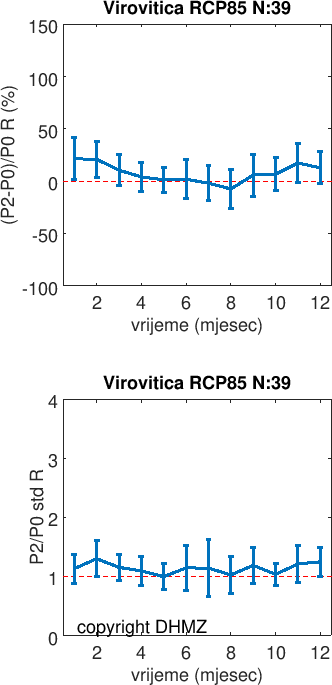 Virovitica RCP85 N:39
(P2-P0)/P0 R (%)
150
100
50
0
-50
-100
2 4 6 8 10 12
vrijeme (mjesec)
Virovitica RCP85 N:39
P2/P0 std R
4
3
2
1
0
copyright DHMZ
2 4 6 8 10 12
vrijeme (mjesec)